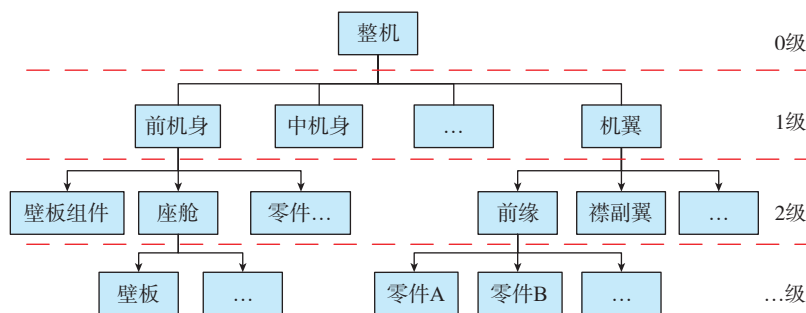 整机
0级
前机身
中机身
…
机翼
1级
壁板组件
座舱
零件…
前缘
襟副翼
…
2级
壁板
…
零件A
零件B
…
…级